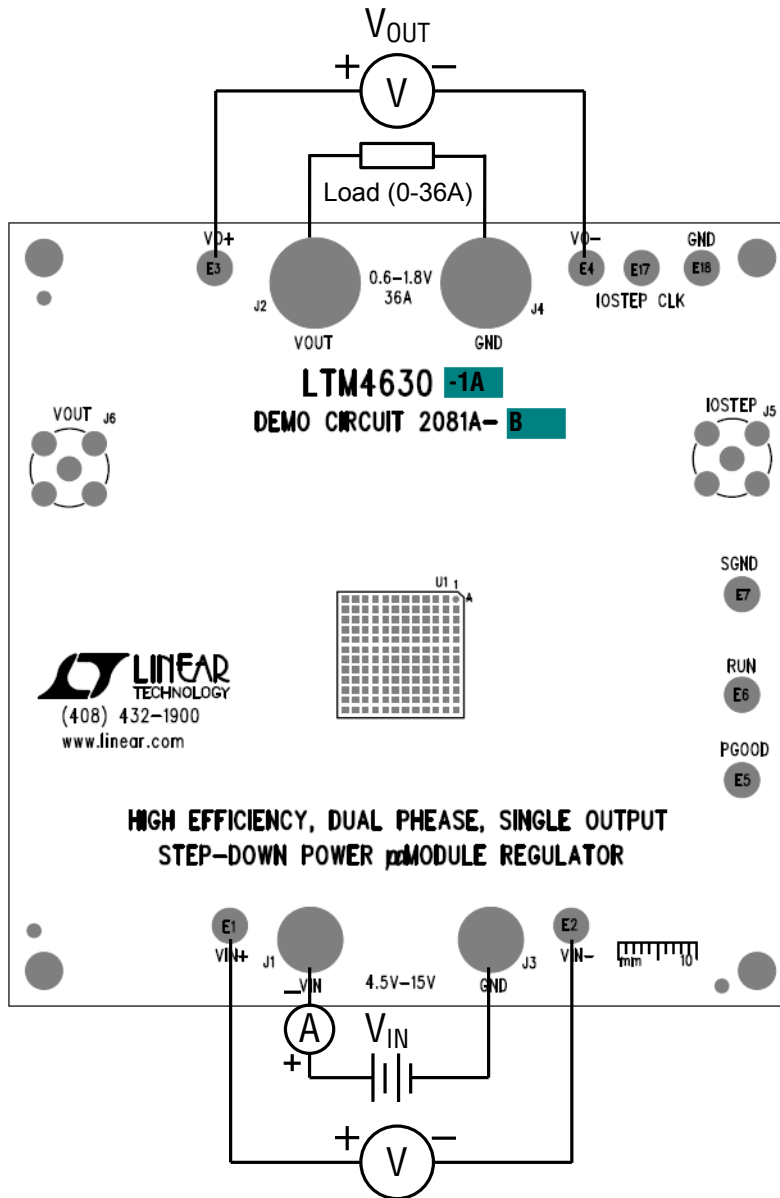 VOUT
+ −
V
Load (0-36A)
VO+
E3
J2
VOUT
0.6-1.8V
36A
J4
GND
VO-
E4
E17
GND
E18
IOSTEP CLK
LTM4630 -1A
DEMO CIRCUIT 2081A- B
VOUT J6
IOSTEP J5
U1 1
A
SGND
E7
LINEAR
TECHNOLOGY
(408) 432-1900
www.linear.com
RUN
E6
PGOOD
E5
HIGH EFFICIENCY, DUAL PHEASE, SINGLE OUTPUT
STEP-DOWN POWER µMODULE REGULATOR
E1
VIN+
J1
VIN
4.5V-15V
J3
GND
E2
VIN-
mm 10
−
A
+
VIN
+ −
V